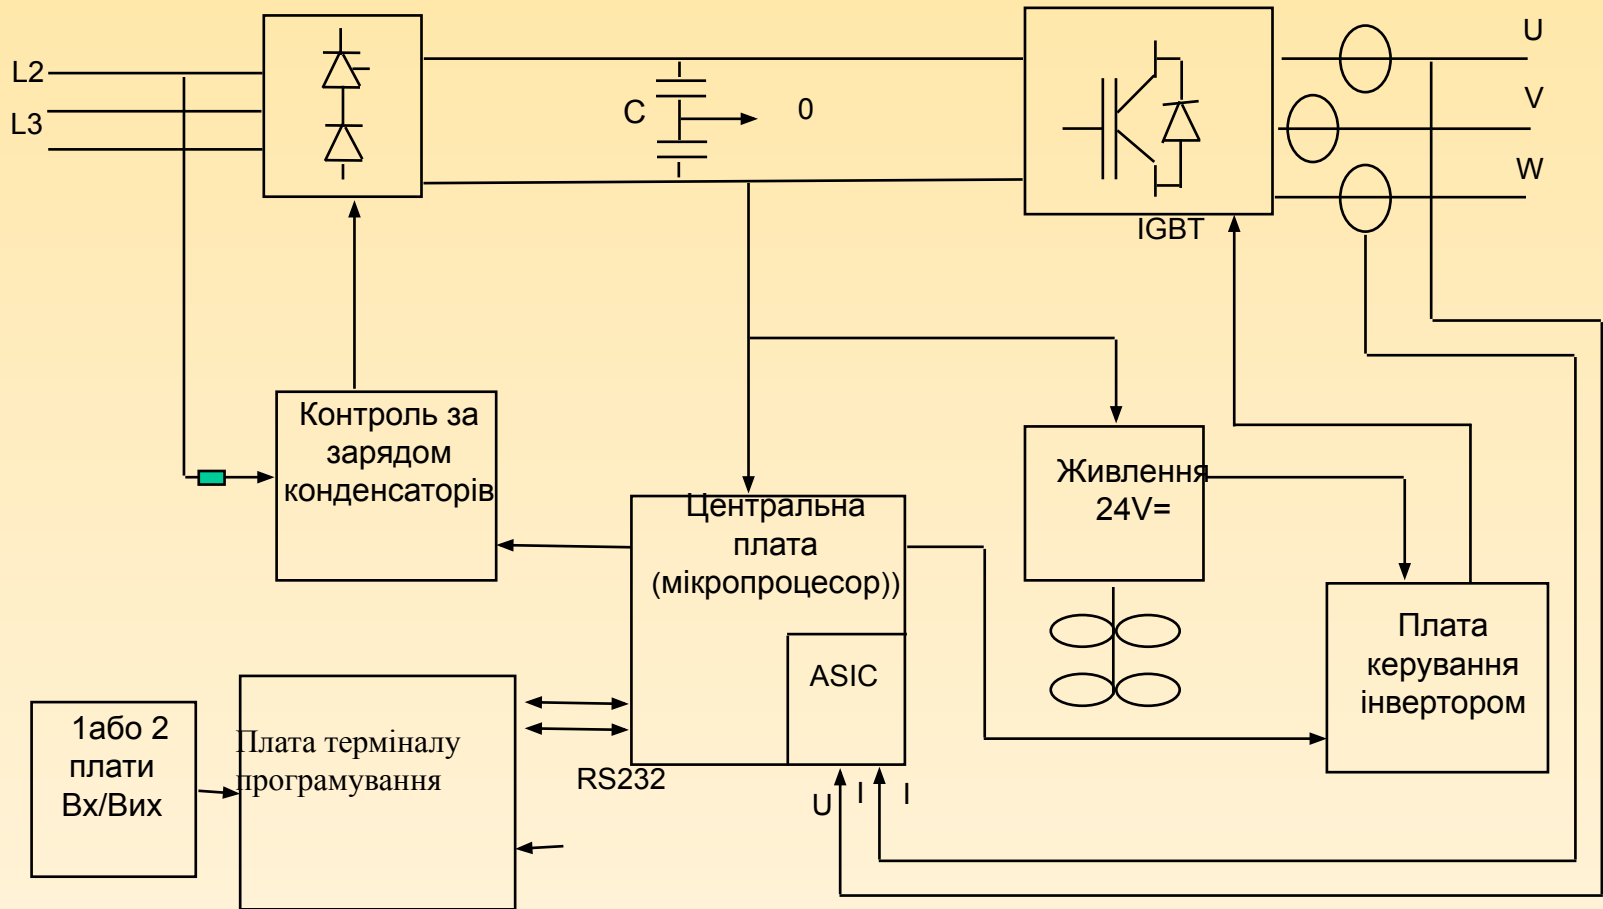 U
L2
V
C
0
L3
W
IGBT
Контроль за
зарядом
конденсаторів
Живлення
24V=
Центральна
плата
(мікропроцесор))
Плата
керування
інвертором
ASIC
1або 2
плати
Вх/Вих
Плата терміналу
програмування
RS232
U
I
I